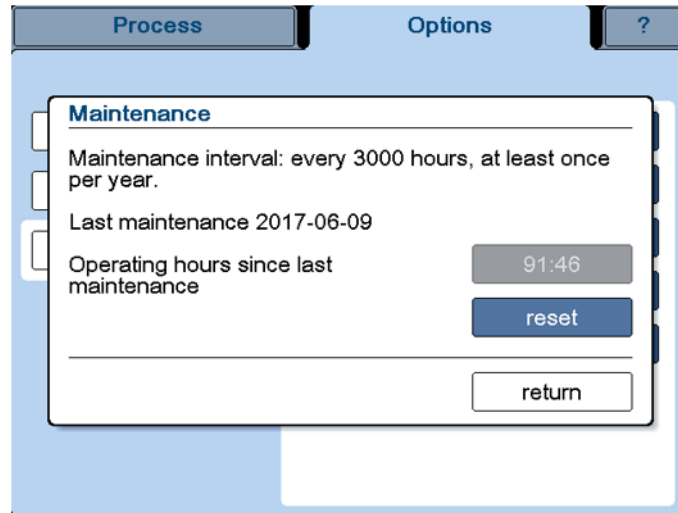 Process
Options
?
Maintenance
Maintenance interval: every 3000 hours, at least once
per year.
Last maintenance 2017-06-09
Operating hours since last
maintenance
91:46
reset
return